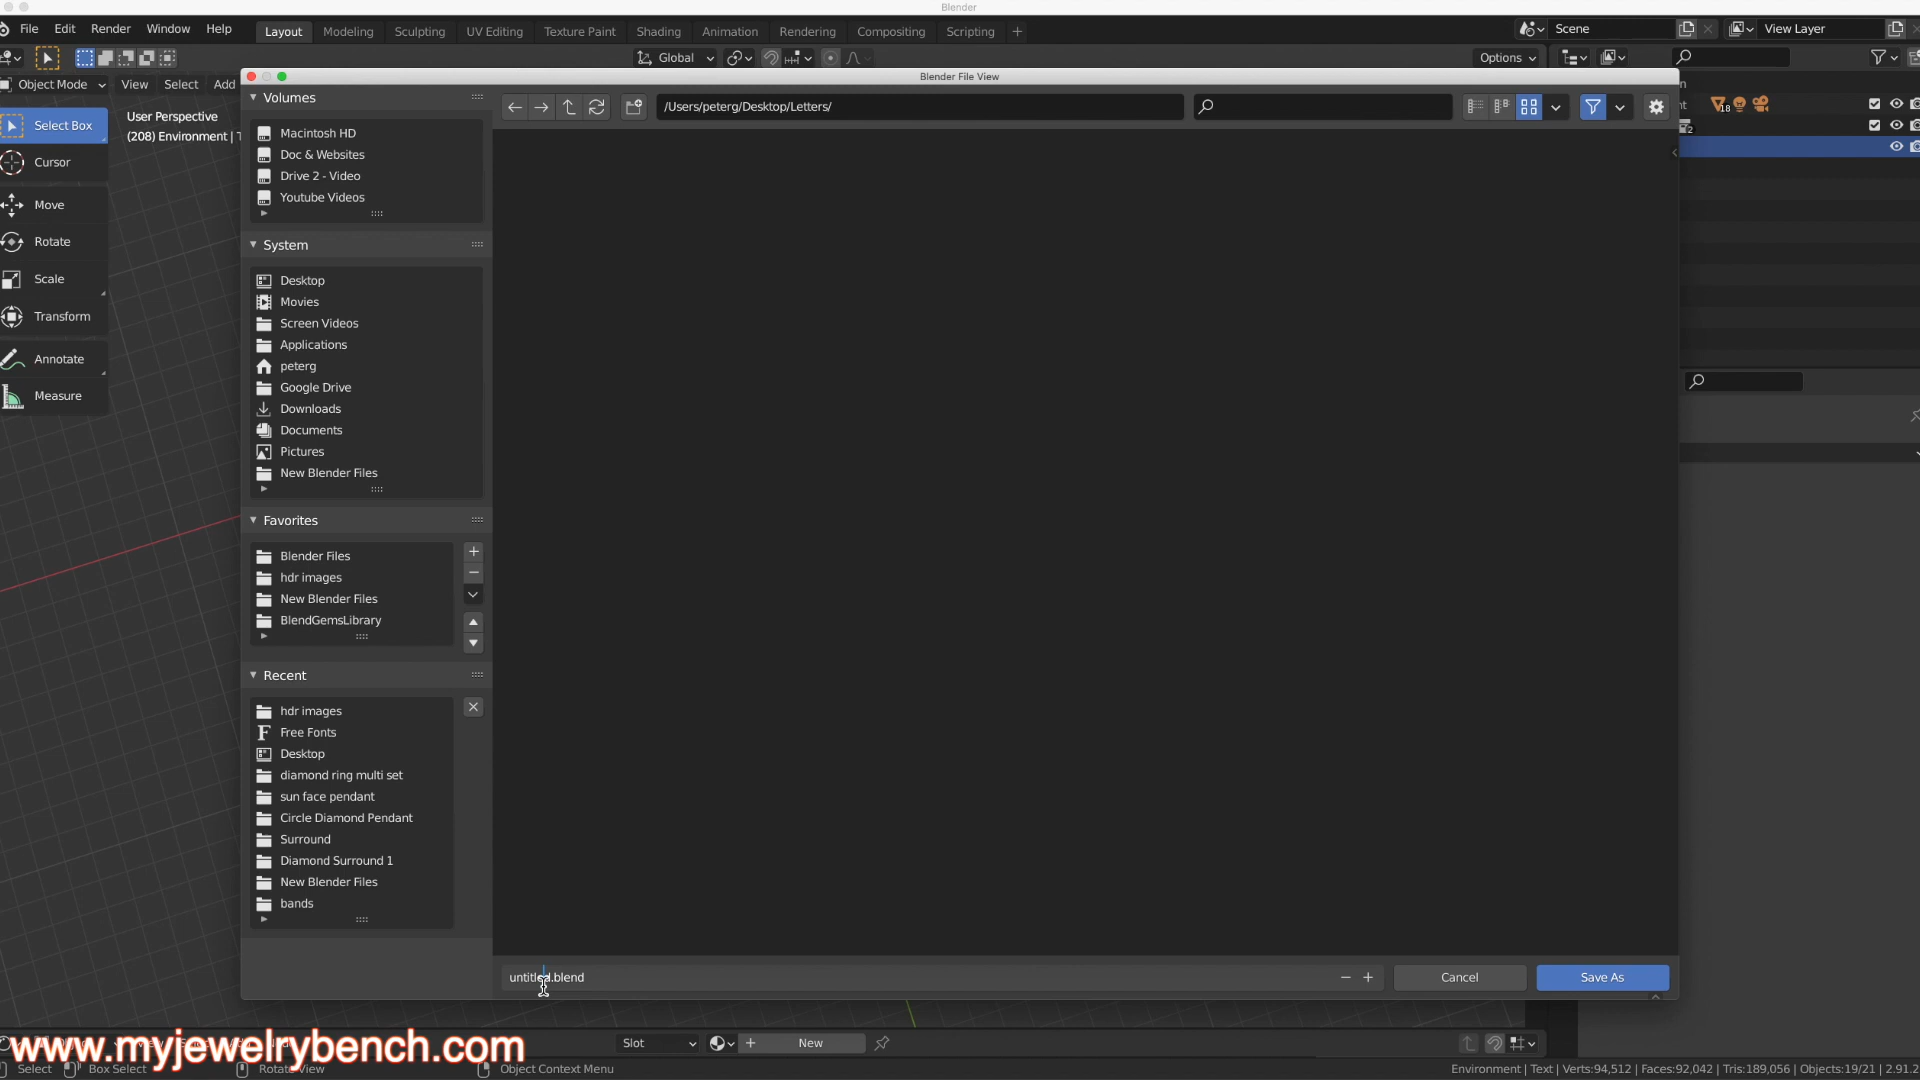 Blender
File Edit Render Window Help Layout Modeling Sculpting UV Editing Texture Paint Shading Animation Rendering Compositing Scripting + Scene View Layer
Global Options
Blender File View
Object Mode View Select Add
Volumes
/Users/peterg/Desktop/Letters/
User Perspective
(208) Environment | T
Select Box
Cursor
Move
Rotate
Scale
Transform
Annotate
Measure
Macintosh HD
Doc & Websites
Drive 2 - Video
Youtube Videos
System
Desktop
Movies
Screen Videos
Applications
peterg
Google Drive
Downloads
Documents
Pictures
New Blender Files
Favorites
Blender Files
hdr images
New Blender Files
BlendGemsLibrary
Recent
hdr images
Free Fonts
Desktop
diamond ring multi set
sun face pendant
Circle Diamond Pendant
Surround
Diamond Surround 1
New Blender Files
bands
18
2
untitled.blend
Cancel
Save As
www.myjewelrybench.com
Slot
New
Select Box Select Rotate View Object Context Menu
Environment | Text | Verts:94,512 | Faces:92,042 | Tris:189,056 | Objects:19/21 | 2.91.2